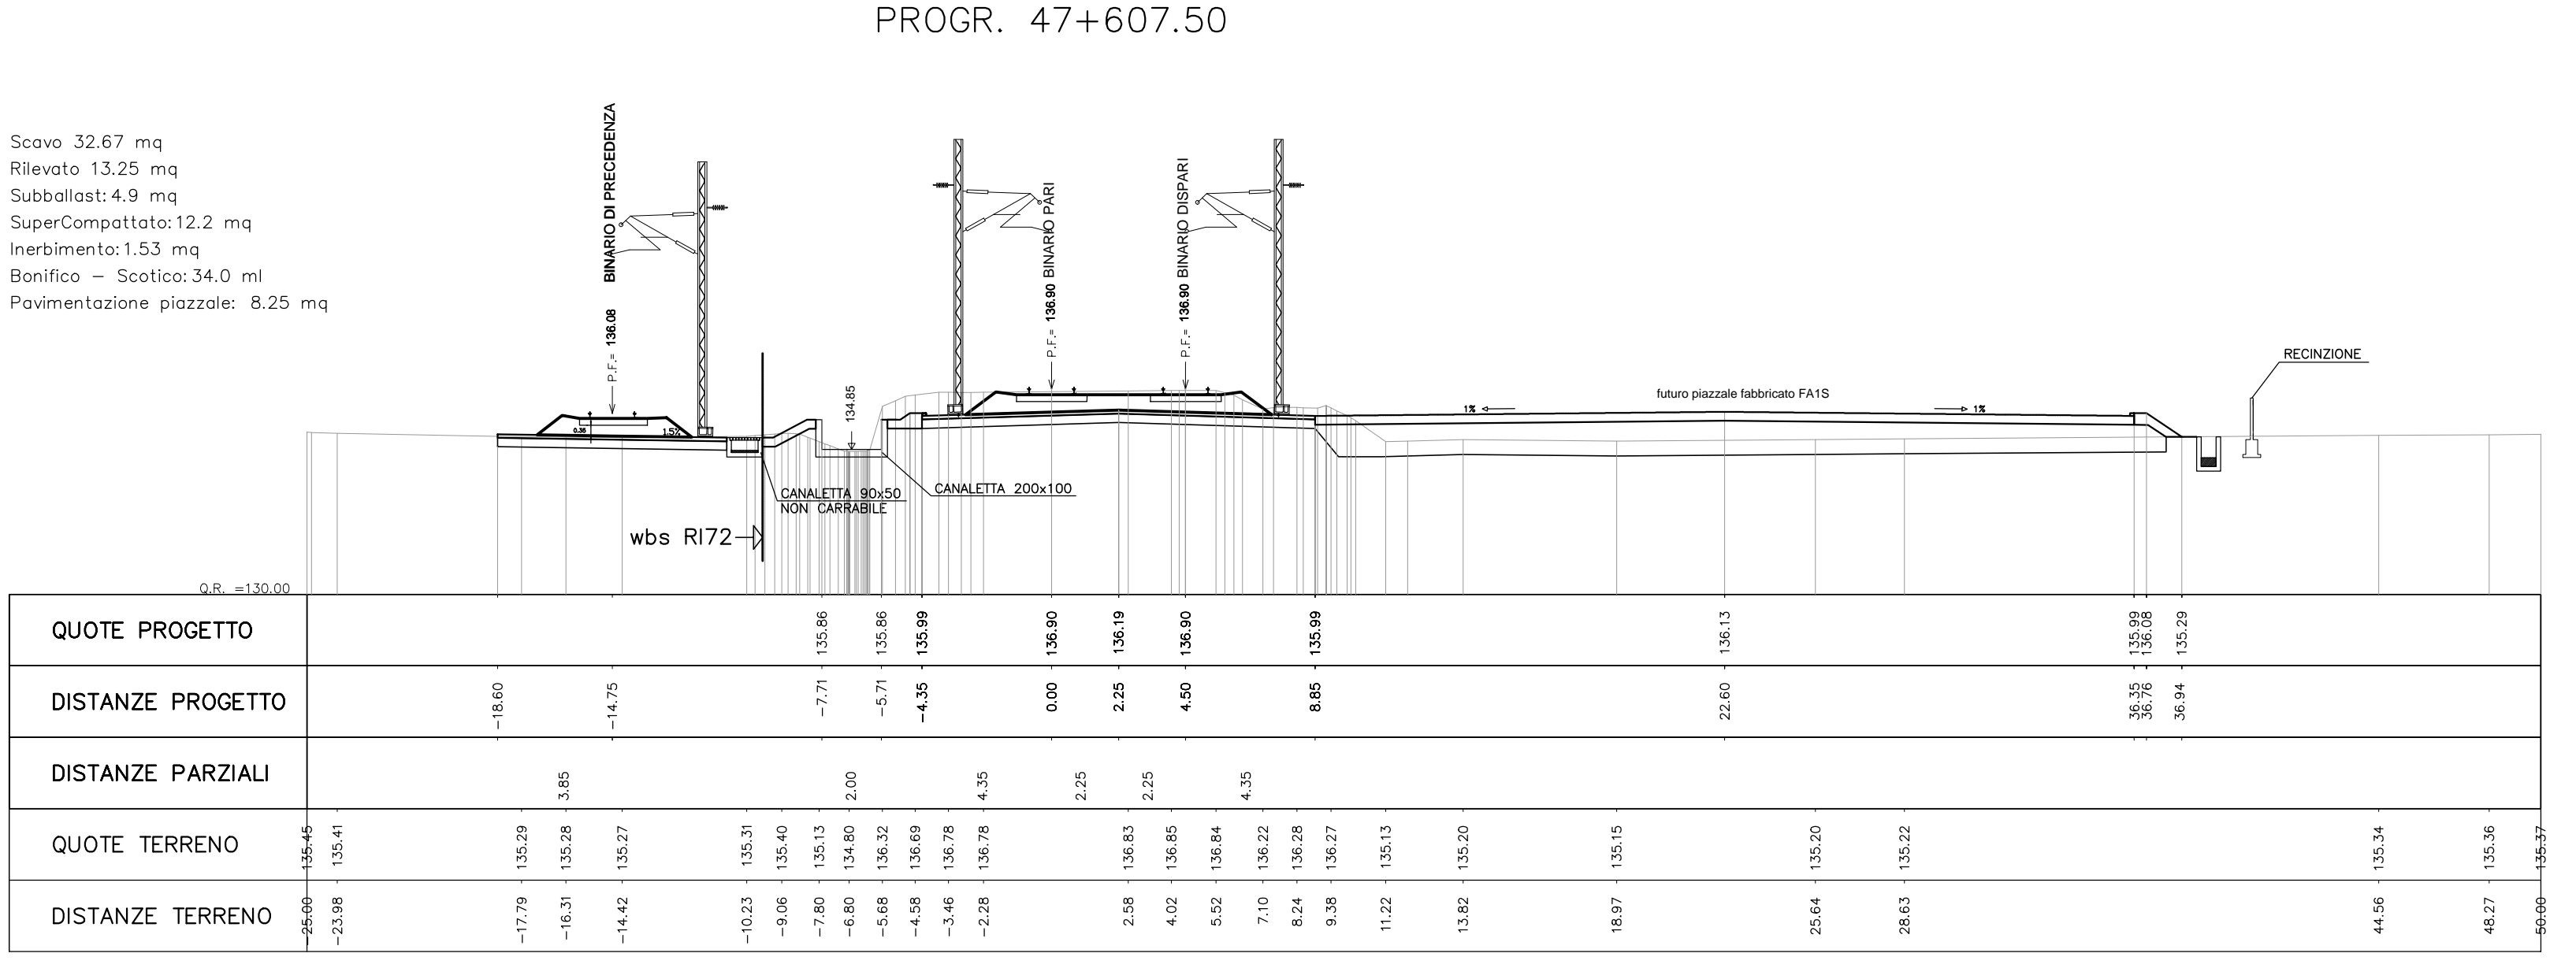 PROGR. 47+607.50
Scavo 32.67 mq
Rilevato 13.25 mq
Subballast: 4.9 mq
SuperCompattato: 12.2 mq
Inerbimento: 1.53 mq
Bonifico – Scotico: 34.0 ml
Pavimentazione piazzale: 8.25 mq
P.F.= 136.08 BINARIO DI PRECEDENZA
P.F.= 136.90 BINARIO PARI
P.F.= 136.90 BINARIO DISPARI
RECINZIONE
134.85
futuro piazzale fabbricato FA1S
1%
1%
0.36
1.5%
CANALETTA 90x50
NON CARRABILE
CANALETTA 200x100
wbs RI72
Q.R. =130.00
QUOTE PROGETTO 135.86 135.86 135.99 136.90 136.19 136.90 135.99 136.13 135.99 136.08 135.29
DISTANZE PROGETTO -18.60 -14.75 -7.71 -5.71 -4.35 0.00 2.25 4.50 8.85 22.60 36.35 36.76 36.94
DISTANZE PARZIALI 3.85 2.00 4.35 2.25 2.25 4.35
QUOTE TERRENO 135.45 135.41 135.29 135.28 135.27 135.31 135.40 135.13 134.80 136.32 136.69 136.78 136.78 136.83 136.85 136.84 136.22 136.28 136.27 135.13 135.20 135.15 135.20 135.22 135.34 135.36 135.37
DISTANZE TERRENO -25.00 -23.98 -17.79 -16.31 -14.42 -10.23 -9.06 -7.80 -6.80 -5.68 -4.58 -3.46 -2.28 2.58 4.02 5.52 7.10 8.24 9.38 11.22 13.82 18.97 25.64 28.63 44.56 48.27 50.00